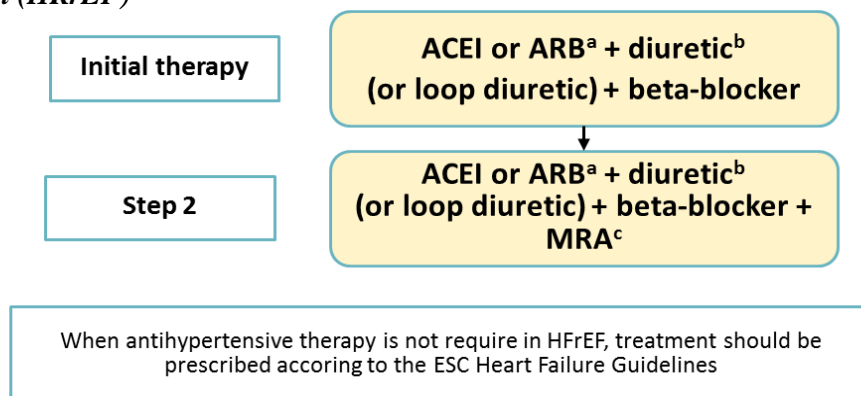 (HFrEF)
Initial therapy
ACEI or ARBᵃ + diureticᵇ
(or loop diuretic) + beta-blocker
Step 2
ACEI or ARBᵃ + diureticᵇ
(or loop diuretic) + beta-blocker +
MRAᶜ
When antihypertensive therapy is not require in HFrEF, treatment should be
prescribed accoring to the ESC Heart Failure Guidelines